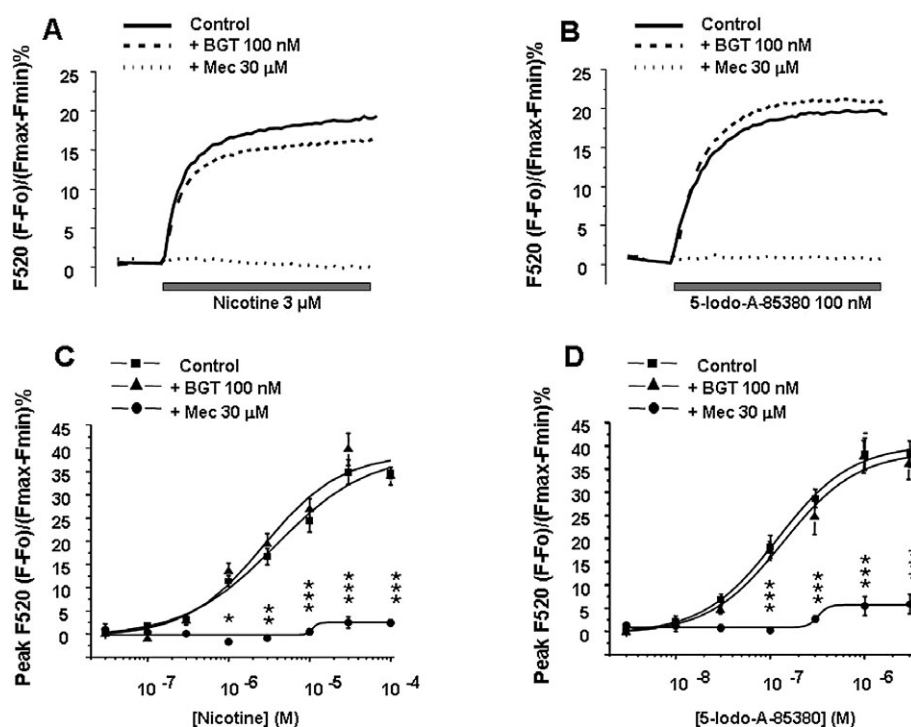 A
Control
+ BGT 100 nM
+ Mec 30 µM
F520 (F-Fo)/(Fmax-Fmin)%
25
20
15
10
5
0
Nicotine 3 µM
B
Control
+ BGT 100 nM
+ Mec 30 µM
F520 (F-Fo)/(Fmax-Fmin)%
25
20
15
10
5
0
5-Iodo-A-85380 100 nM
C
Control
+ BGT 100 nM
+ Mec 30 µM
Peak F520 (F-Fo)/(Fmax-Fmin)%
45
40
35
30
25
20
15
10
5
0
*
**
***
***
***
10-7
10-6
10-5
10-4
[Nicotine] (M)
D
Control
+ BGT 100 nM
+ Mec 30 µM
Peak F520 (F-Fo)/(Fmax-Fmin)%
45
40
35
30
25
20
15
10
5
0
***
***
***
10-8
10-7
10-6
[5-Iodo-A-85380] (M)